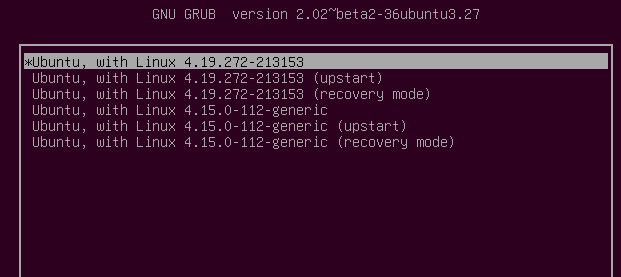 GNU GRUB  version 2.02~beta2-36ubuntu3.27
*Ubuntu, with Linux 4.19.272-213153
Ubuntu, with Linux 4.19.272-213153 (upstart)
Ubuntu, with Linux 4.19.272-213153 (recovery mode)
Ubuntu, with Linux 4.15.0-112-generic
Ubuntu, with Linux 4.15.0-112-generic (upstart)
Ubuntu, with Linux 4.15.0-112-generic (recovery mode)